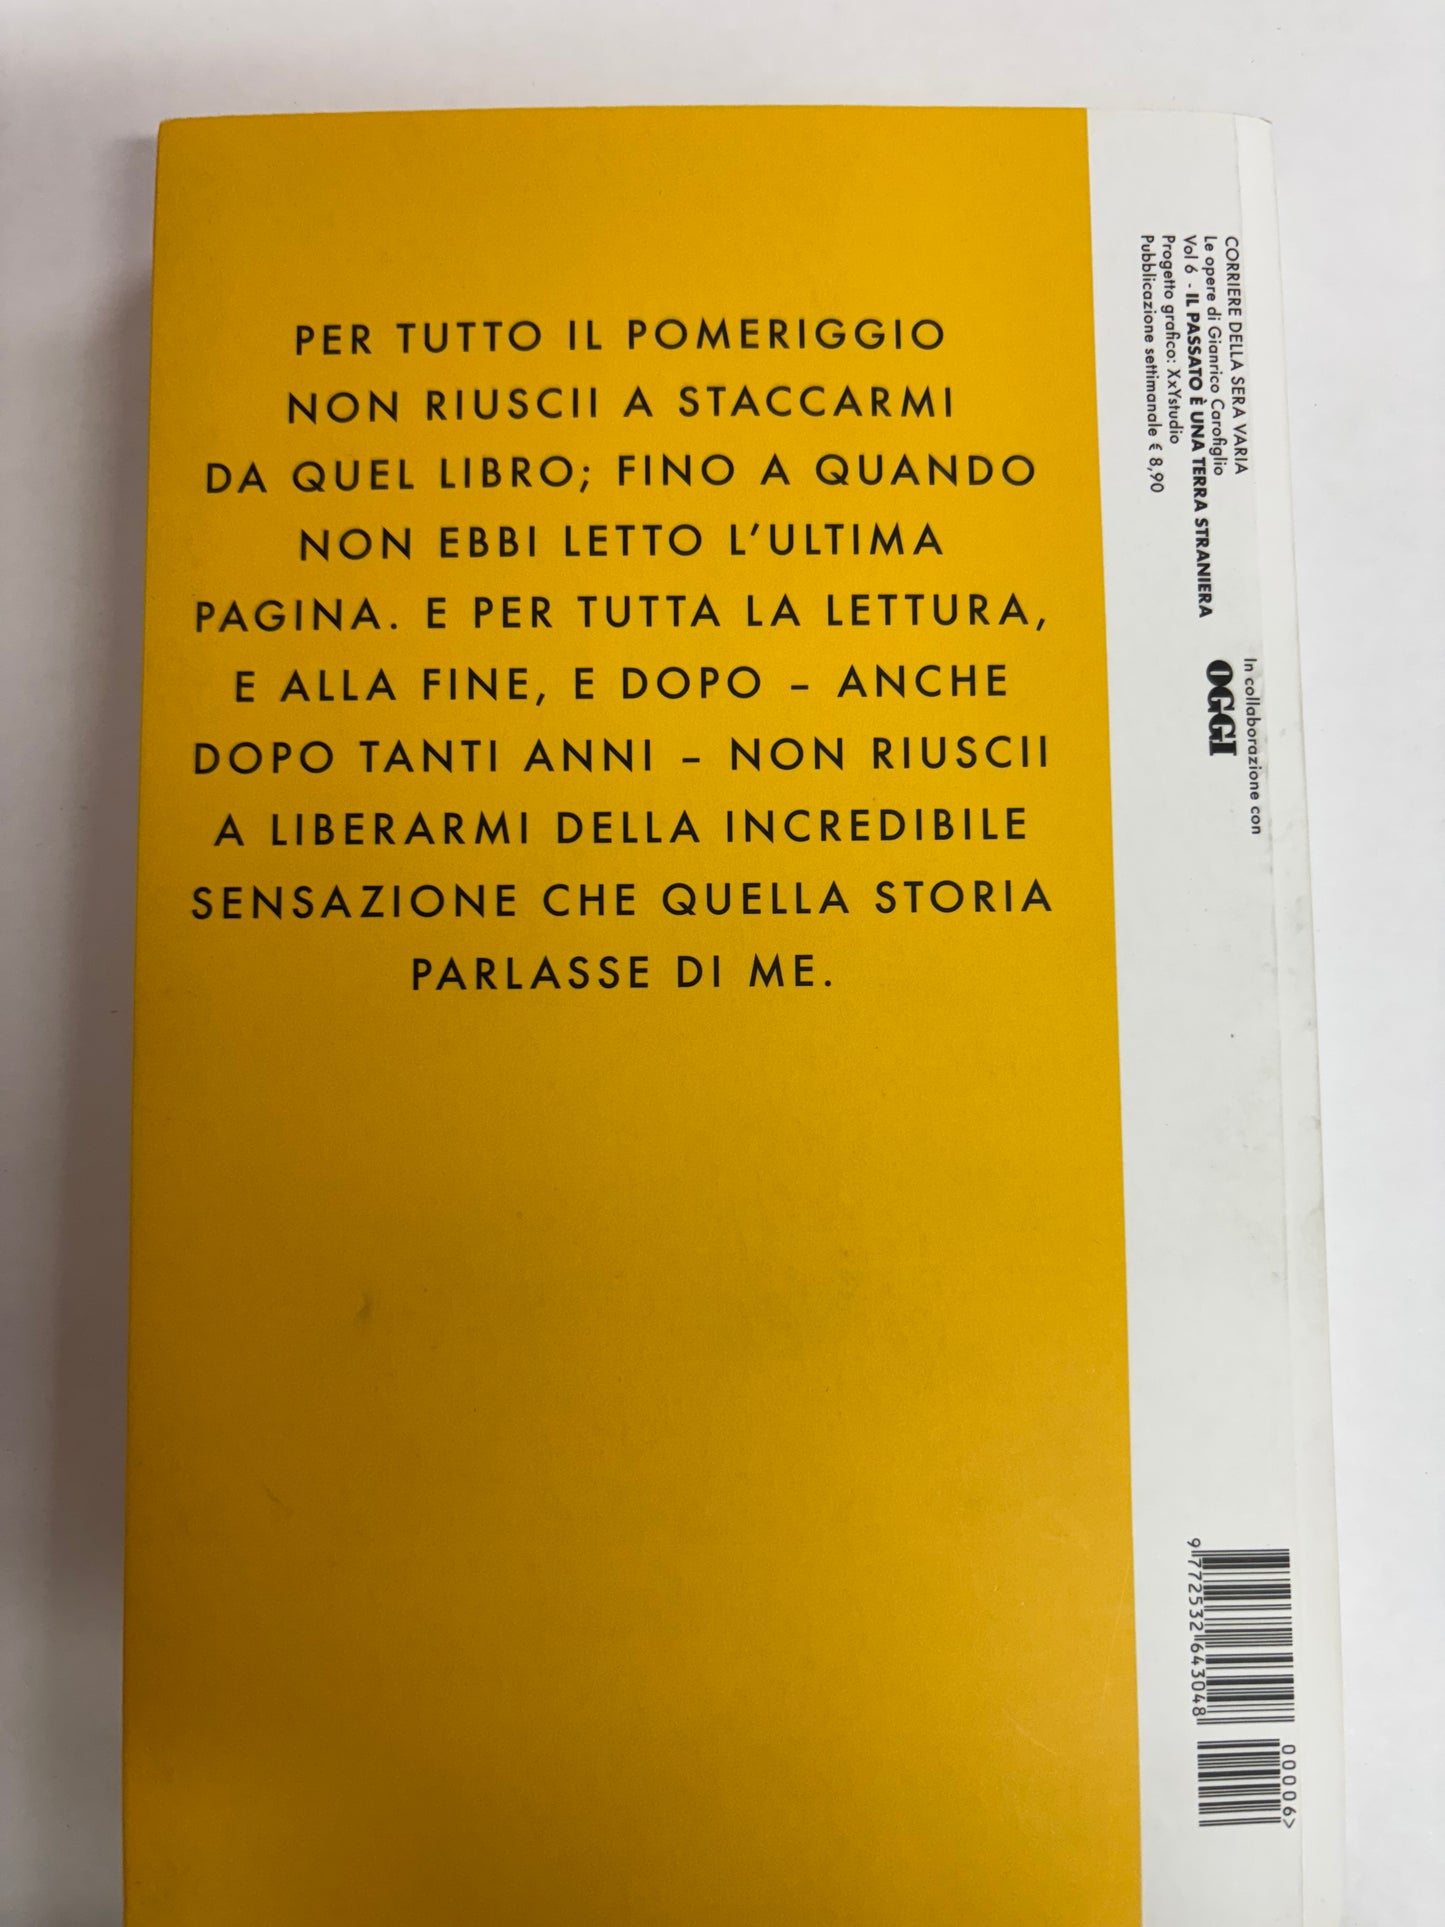 PER TUTTO IL POMERIGGIO
NON RIUSCII A STACCARMI
DA QUEL LIBRO; FINO A QUANDO
NON EBBI LETTO L'ULTIMA
PAGINA. E PER TUTTA LA LETTURA,
E ALLA FINE, E DOPO – ANCHE
DOPO TANTI ANNI – NON RIUSCII
A LIBERARMI DELLA INCREDIBILE
SENSAZIONE CHE QUELLA STORIA
PARLASSE DI ME.
CORRIERE DELLA SERA VARIA
Le opere di Gianrico Carofiglio
Vol 6 - IL PASSATO È UNA TERRA STRANIERA
Progetto grafico: XxYstudio
Pubblicazione settimanale € 8,90
In collaborazione con
OGGI
9 772532 643048
00006>